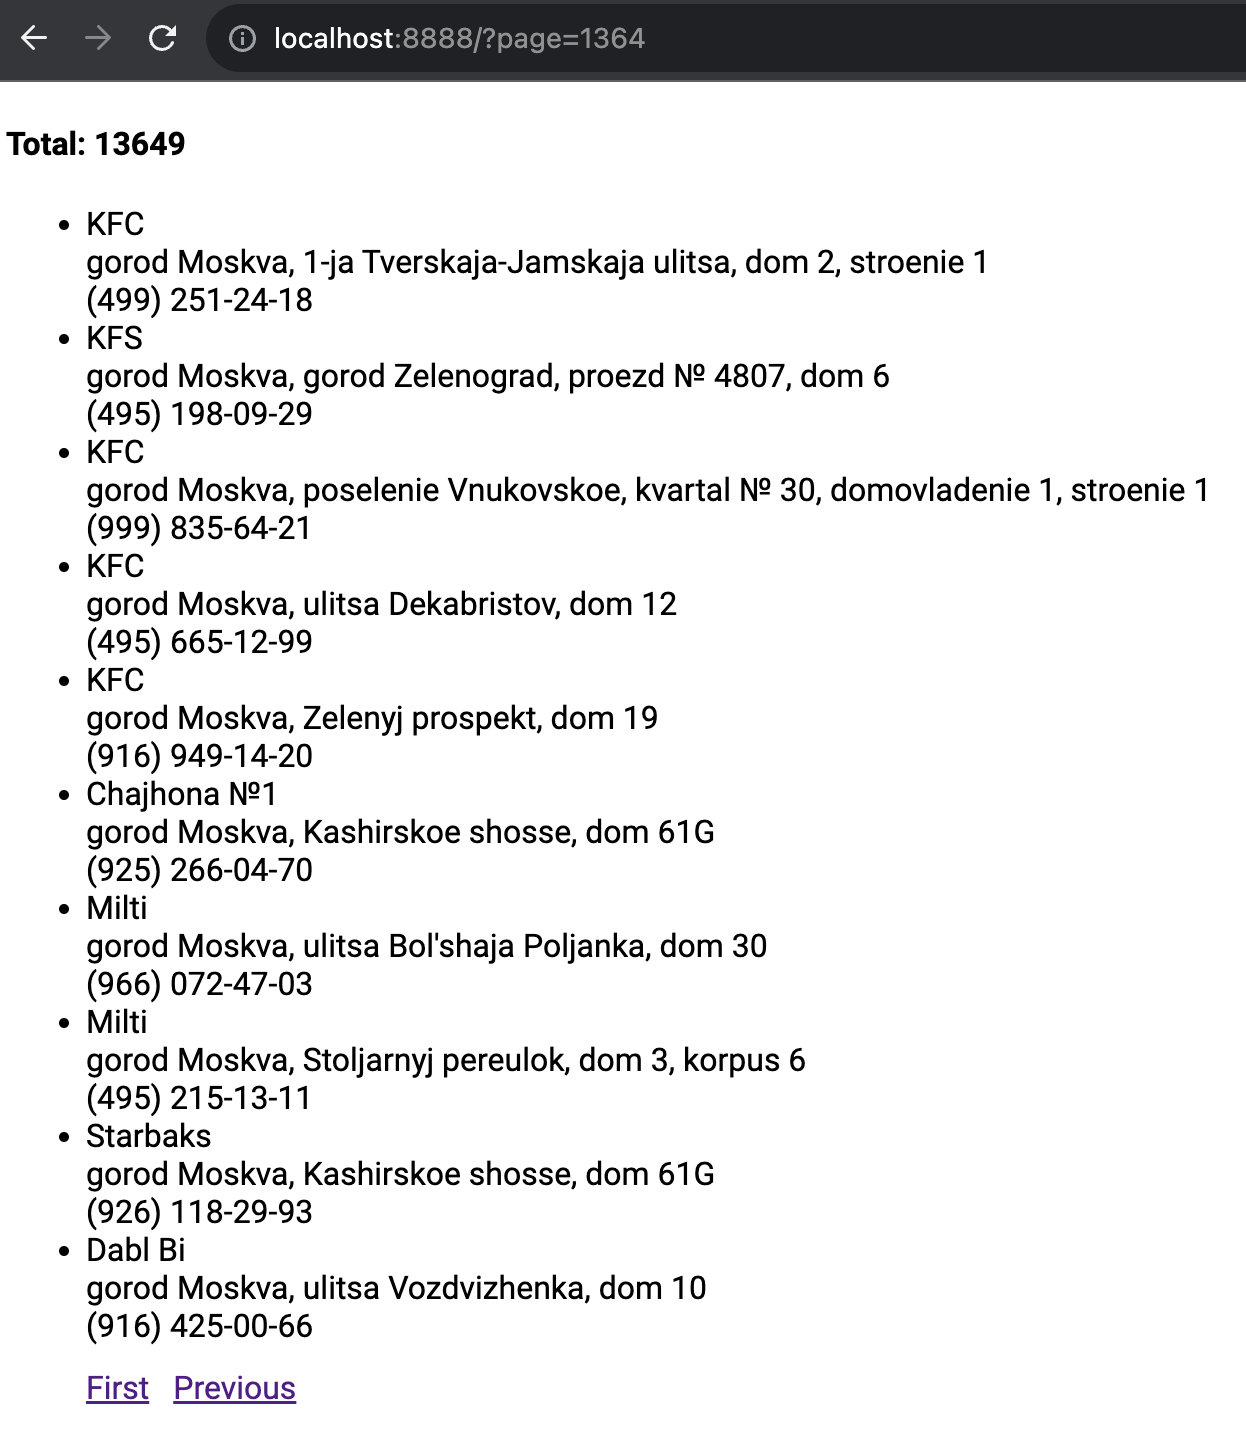 localhost:8888/?page=1364
Total: 13649
KFC
gorod Moskva, 1-ja Tverskaja-Jamskaja ulitsa, dom 2, stroenie 1
(499) 251-24-18
KFS
gorod Moskva, gorod Zelenograd, proezd № 4807, dom 6
(495) 198-09-29
KFC
gorod Moskva, poselenie Vnukovskoe, kvartal № 30, domovladenie 1, stroenie 1
(999) 835-64-21
KFC
gorod Moskva, ulitsa Dekabristov, dom 12
(495) 665-12-99
KFC
gorod Moskva, Zelenyj prospekt, dom 19
(916) 949-14-20
Chajhona №1
gorod Moskva, Kashirskoe shosse, dom 61G
(925) 266-04-70
Milti
gorod Moskva, ulitsa Bol'shaja Poljanka, dom 30
(966) 072-47-03
Milti
gorod Moskva, Stoljarnyj pereulok, dom 3, korpus 6
(495) 215-13-11
Starbaks
gorod Moskva, Kashirskoe shosse, dom 61G
(926) 118-29-93
Dabl Bi
gorod Moskva, ulitsa Vozdvizhenka, dom 10
(916) 425-00-66
First Previous